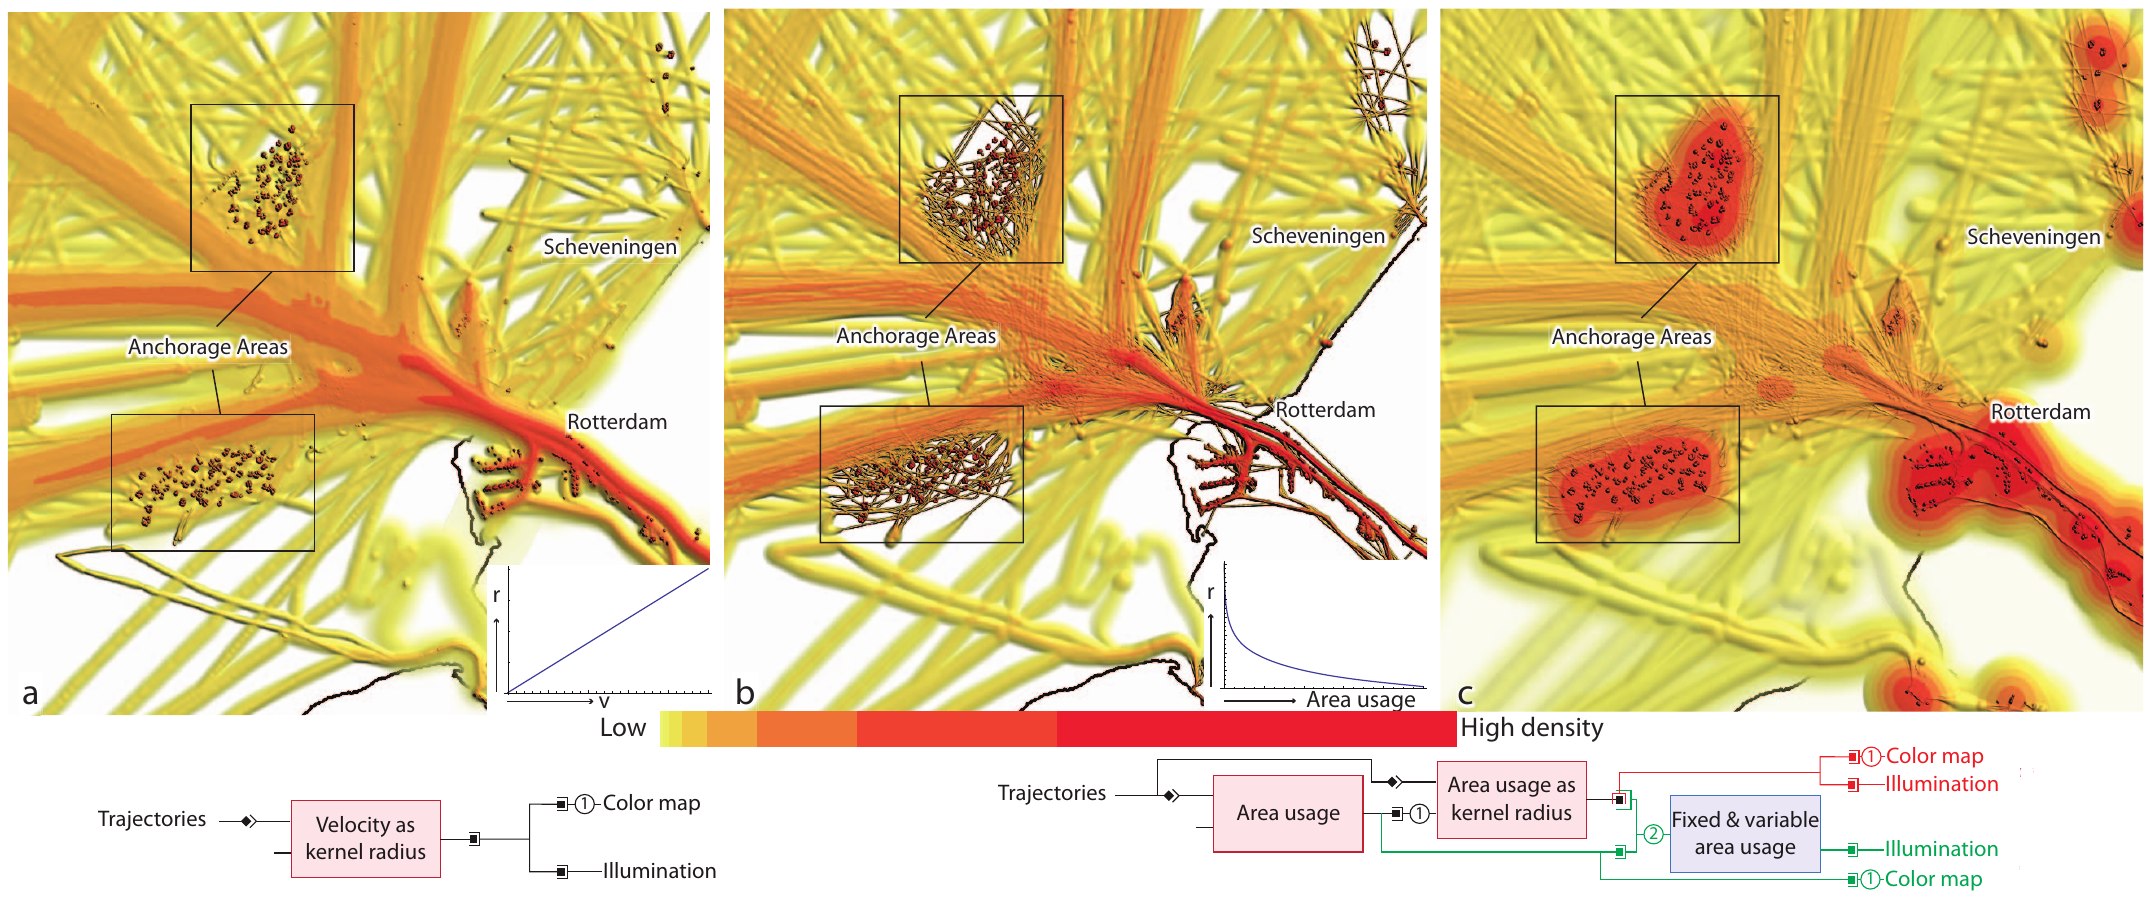 Scheveningen
Anchorage Areas
Rotterdam
r
v
a
Scheveningen
Anchorage Areas
Rotterdam
r
Area usage
b
Scheveningen
Anchorage Areas
Rotterdam
c
Low
High density
Trajectories
Velocity as
kernel radius
1
Color map
Illumination
Trajectories
Area usage
1
Area usage as
kernel radius
1
Color map
Illumination
2
Fixed & variable
area usage
Illumination
1
Color map